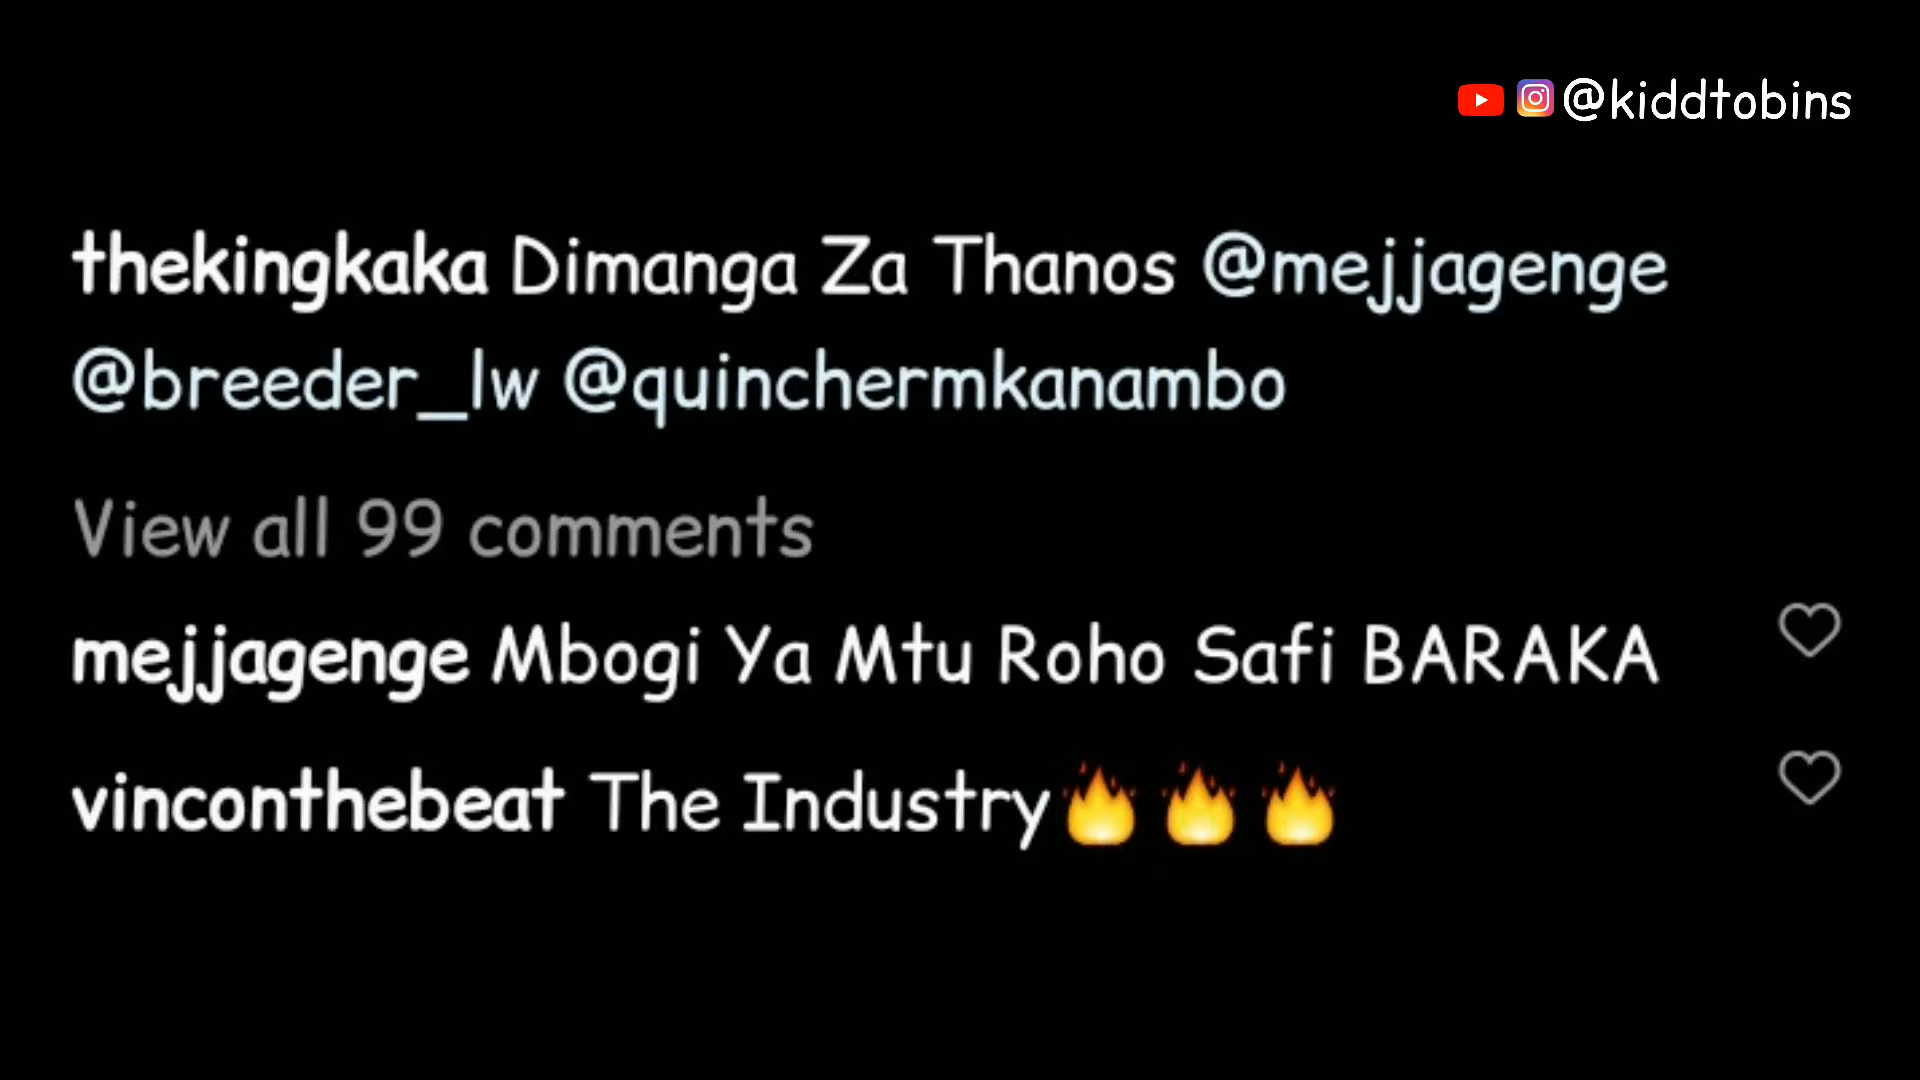 @kiddtobins
thekingkaka Dimanga Za Thanos @mejjagenge
@breeder_lw @quinchermkanambo
View all 99 comments
mejjagenge Mbogi Ya Mtu Roho Safi BARAKA
vinconthebeat The Industry🔥🔥🔥